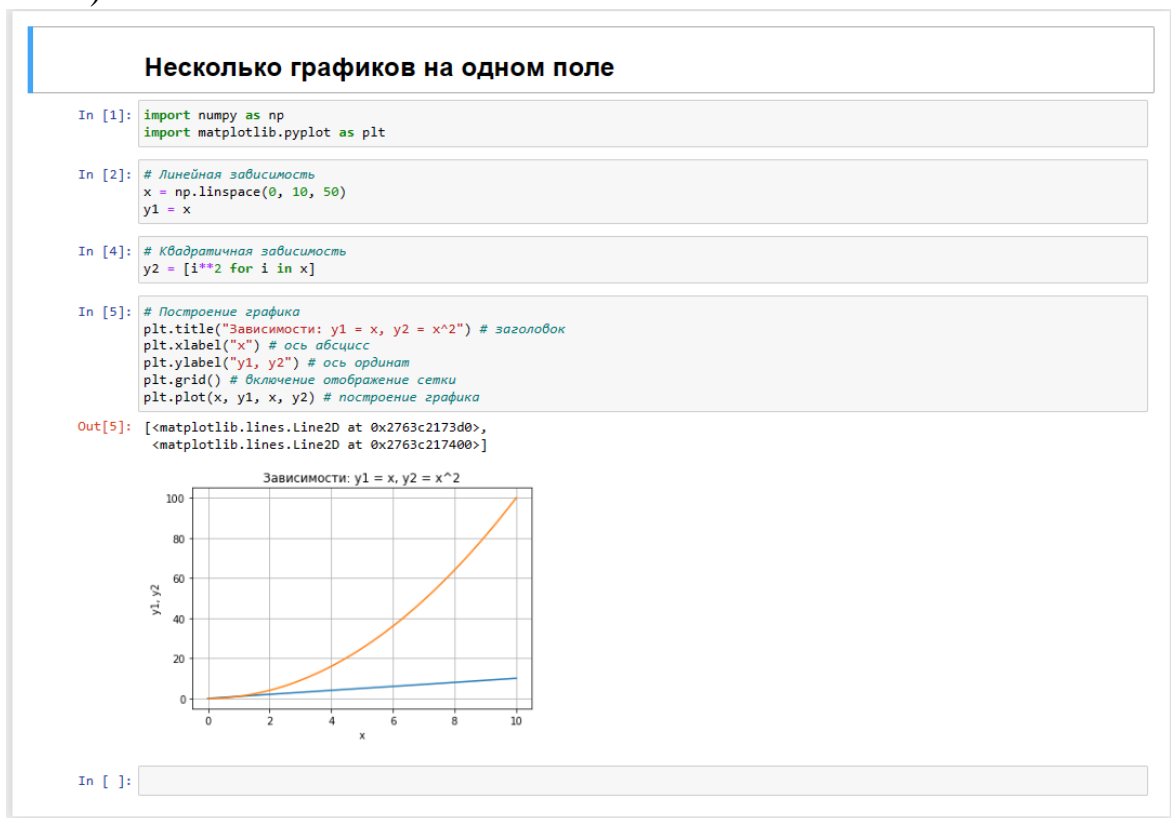 )
Несколько графиков на одном поле
In [1]: import numpy as np
import matplotlib.pyplot as plt
In [2]: # Линейная зависимость
x = np.linspace(0, 10, 50)
y1 = x
In [4]: # Квадратичная зависимость
y2 = [i**2 for i in x]
In [5]: # Построение графика
plt.title("Зависимости: y1 = x, y2 = x^2") # заголовок
plt.xlabel("x") # ось абсцисс
plt.ylabel("y1, y2") # ось ординат
plt.grid() # включение отображение сетки
plt.plot(x, y1, x, y2) # построение графика
Out[5]: [<matplotlib.lines.Line2D at 0x2763c2173d0>,
<matplotlib.lines.Line2D at 0x2763c217400>]
Зависимости: y1 = x, y2 = x^2
100
80
60
40
20
0
y1, y2
0 2 4 6 8 10
x
In [ ]: